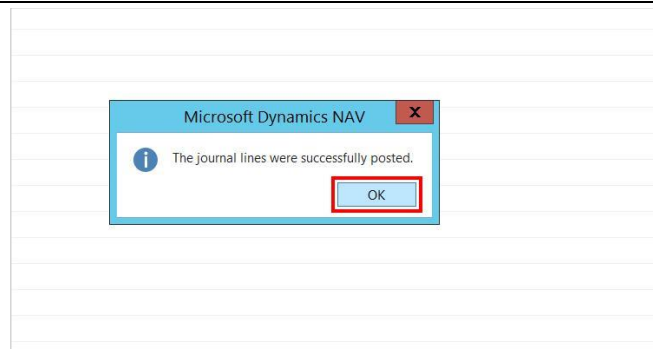 Microsoft Dynamics NAV
X
The journal lines were successfully posted.
OK